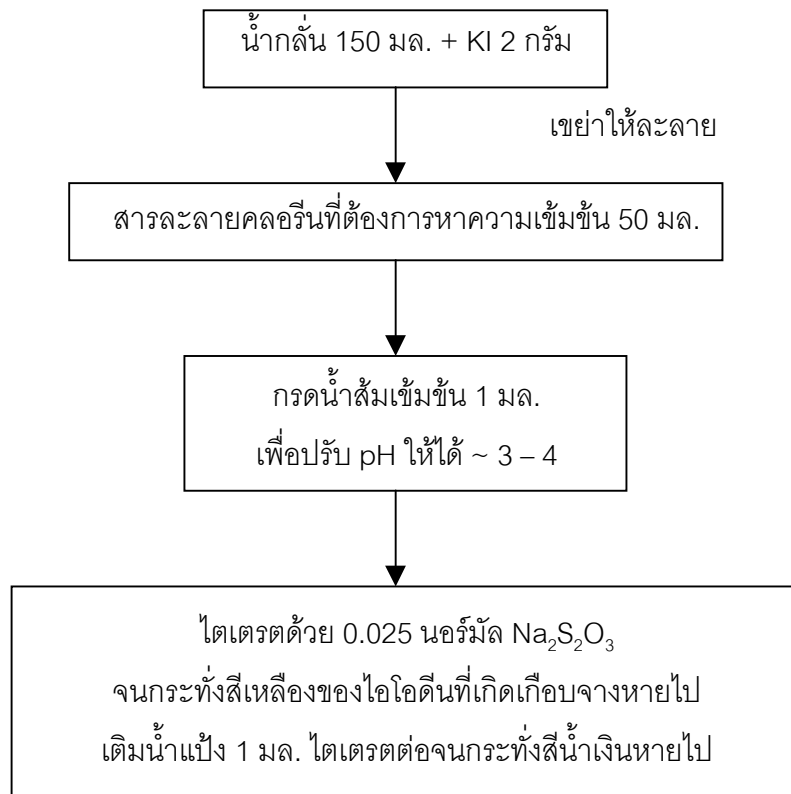 น้ำกลั่น 150 มล. + KI 2 กรัม
เขย่าให้ละลาย
สารละลายคลอรีนที่ต้องการหาความเข้มข้น 50 มล.
กรดน้ำส้มเข้มข้น 1 มล.
เพื่อปรับ pH ให้ได้ ~ 3 – 4
ไตเตรตด้วย 0.025 นอร์มัล Na₂S₂O₃
จนกระทั่งสีเหลืองของไอโอดีนที่เกิดเกือบจางหายไป
เติมน้ำแป้ง 1 มล. ไตเตรตต่อจนกระทั่งสีน้ำเงินหายไป